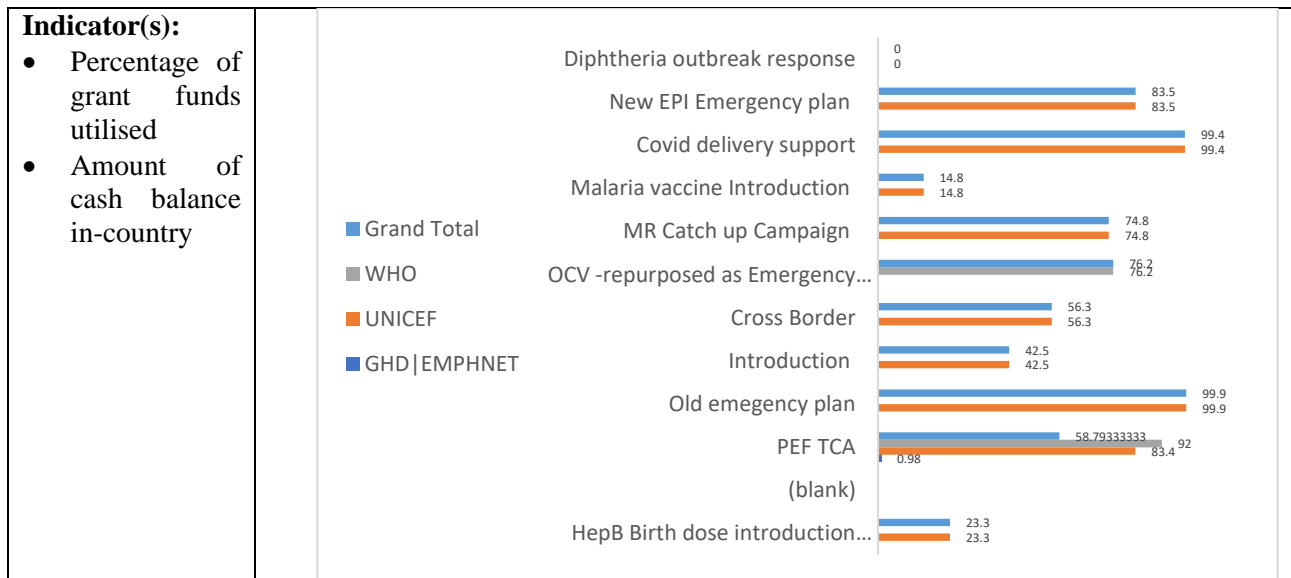 Indicator(s):
• Percentage of
grant funds
utilised
• Amount of
cash balance
in-country
Grand Total
WHO
UNICEF
GHD|EMPHNET
Diphtheria outbreak response
0
0
New EPI Emergency plan
83.5
83.5
Covid delivery support
99.4
99.4
Malaria vaccine Introduction
14.8
14.8
MR Catch up Campaign
74.8
74.8
OCV -repurposed as Emergency…
76.2
76.2
Cross Border
56.3
56.3
Introduction
42.5
42.5
Old emegency plan
99.9
99.9
PEF TCA
58.79333333
92
83.4
0.98
(blank)
HepB Birth dose introduction…
23.3
23.3